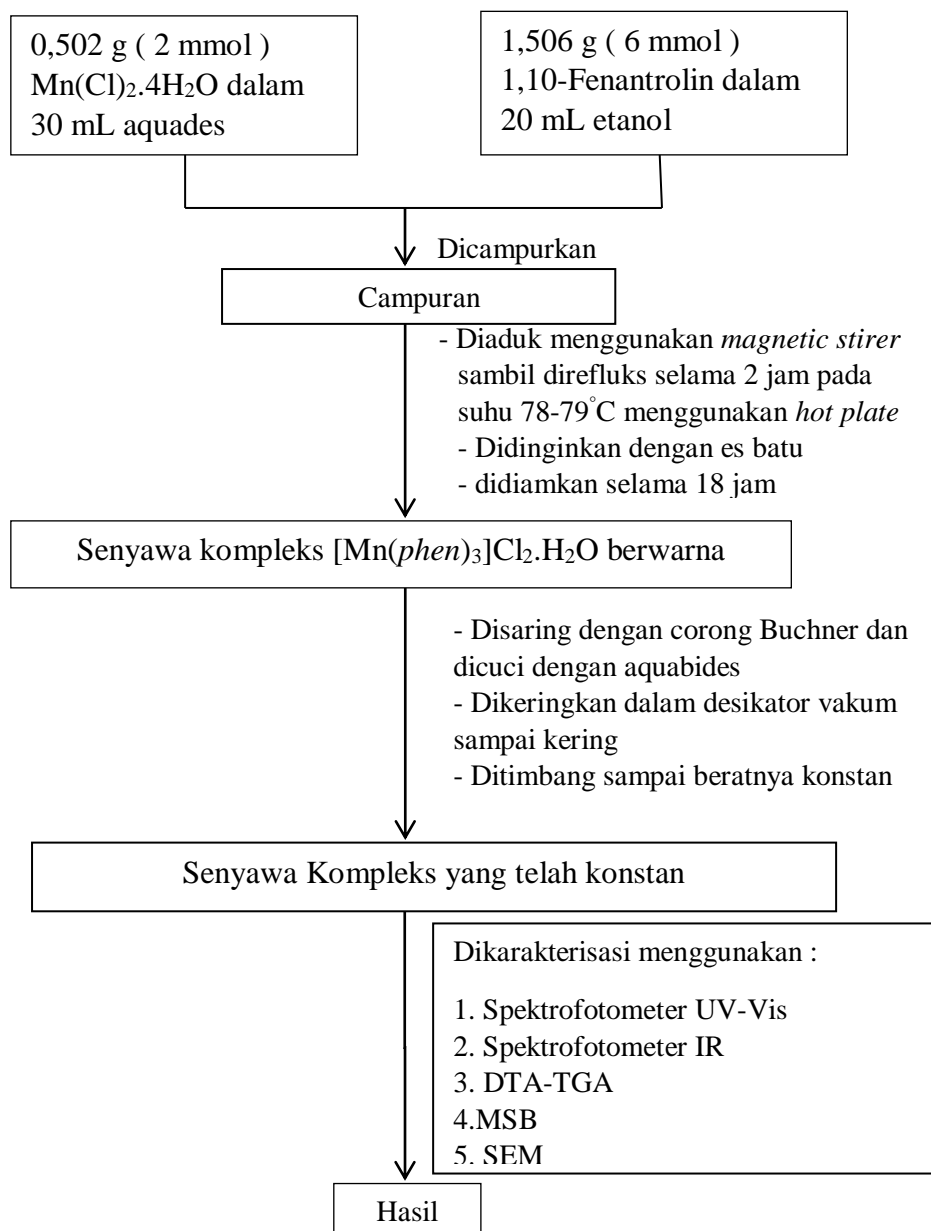 0,502 g ( 2 mmol )
Mn(Cl)₂.4H₂O dalam
30 mL aquades
1,506 g ( 6 mmol )
1,10-Fenantrolin dalam
20 mL etanol
Dicampurkan
Campuran
- Diaduk menggunakan magnetic stirer
sambil direfluks selama 2 jam pada
suhu 78-79°C menggunakan hot plate
- Didinginkan dengan es batu
- didiamkan selama 18 jam
Senyawa kompleks [Mn(phen)₃]Cl₂.H₂O berwarna
- Disaring dengan corong Buchner dan
dicuci dengan aquabides
- Dikeringkan dalam desikator vakum
sampai kering
- Ditimbang sampai beratnya konstan
Senyawa Kompleks yang telah konstan
Dikarakterisasi menggunakan :
1. Spektrofotometer UV-Vis
2. Spektrofotometer IR
3. DTA-TGA
4.MSB
5. SEM
Hasil